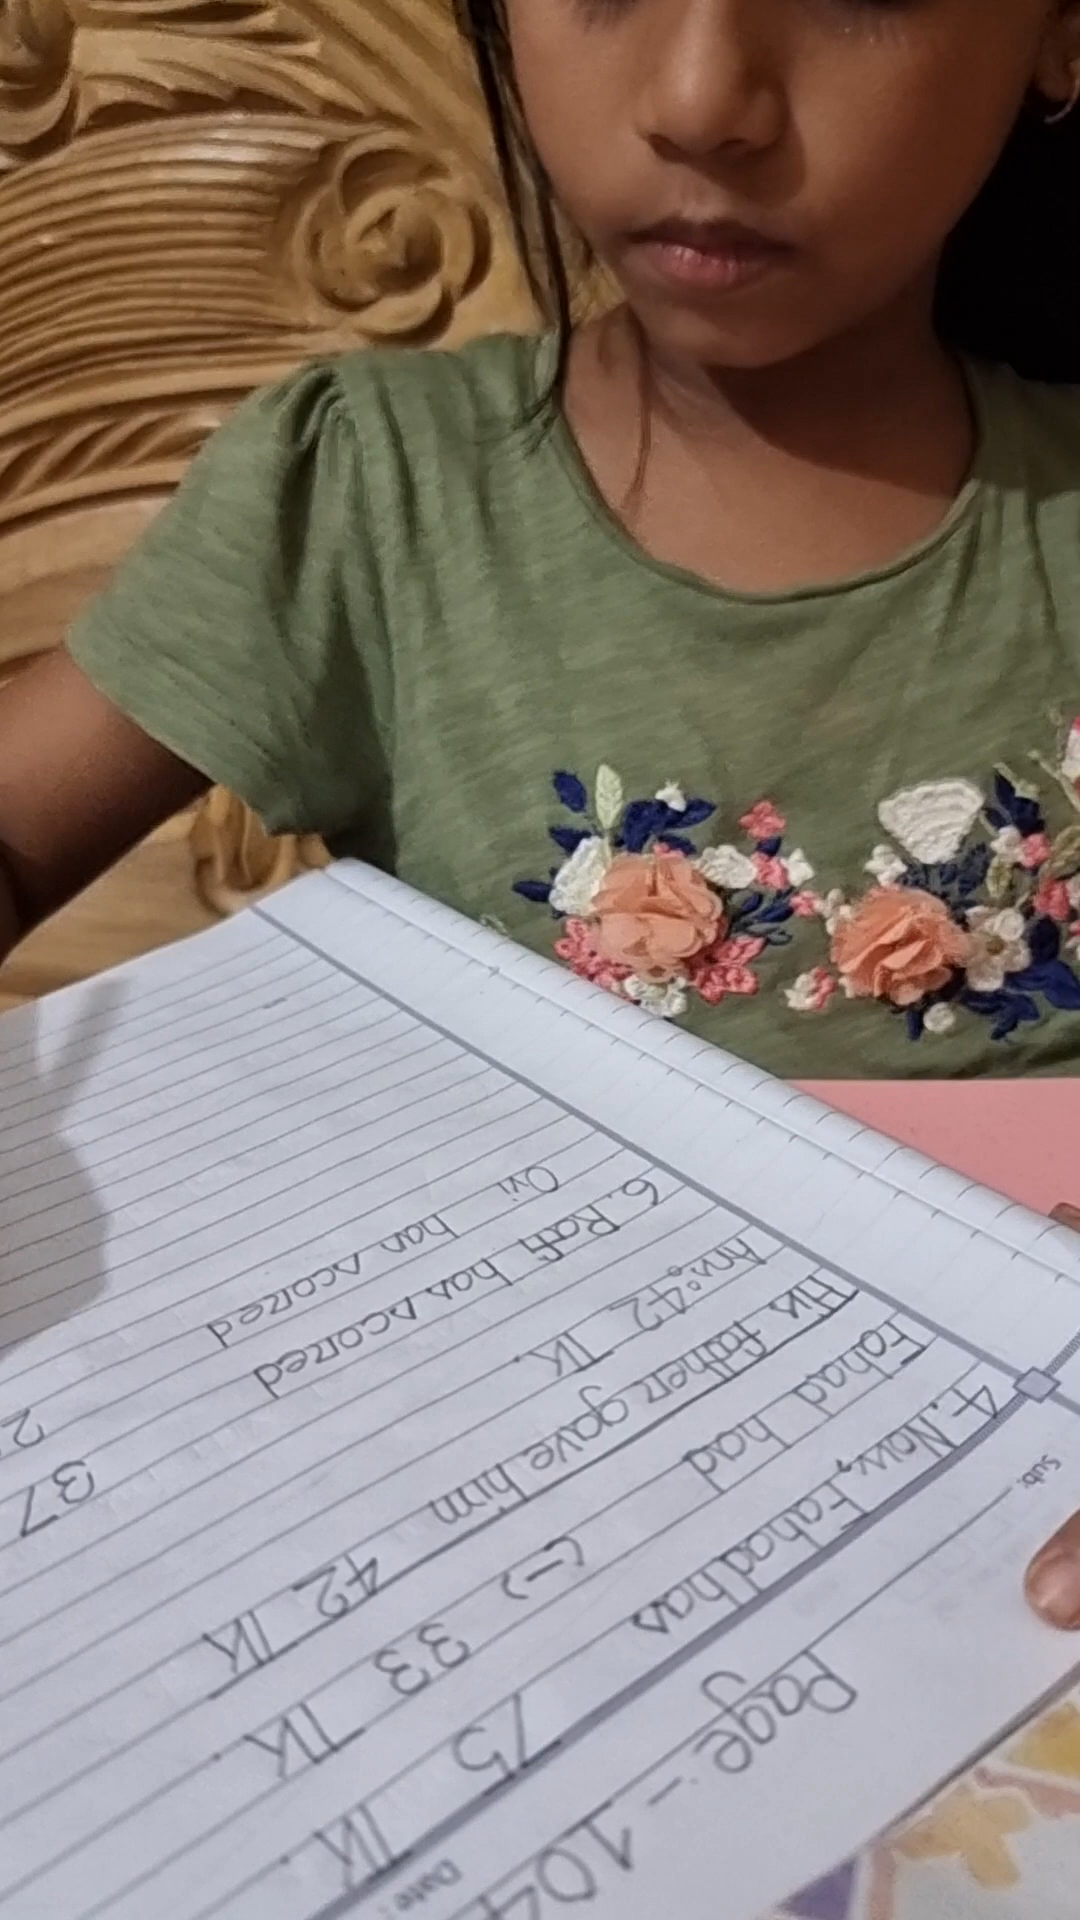 Page - 104
Sub:
Date:
4. Now, Fahad has 75 TK.
Fahad had (-) 33 TK.
His father gave him 42 TK
Ans: 42 TK.
6. Rafi has scored 37
Ovi has scored 2